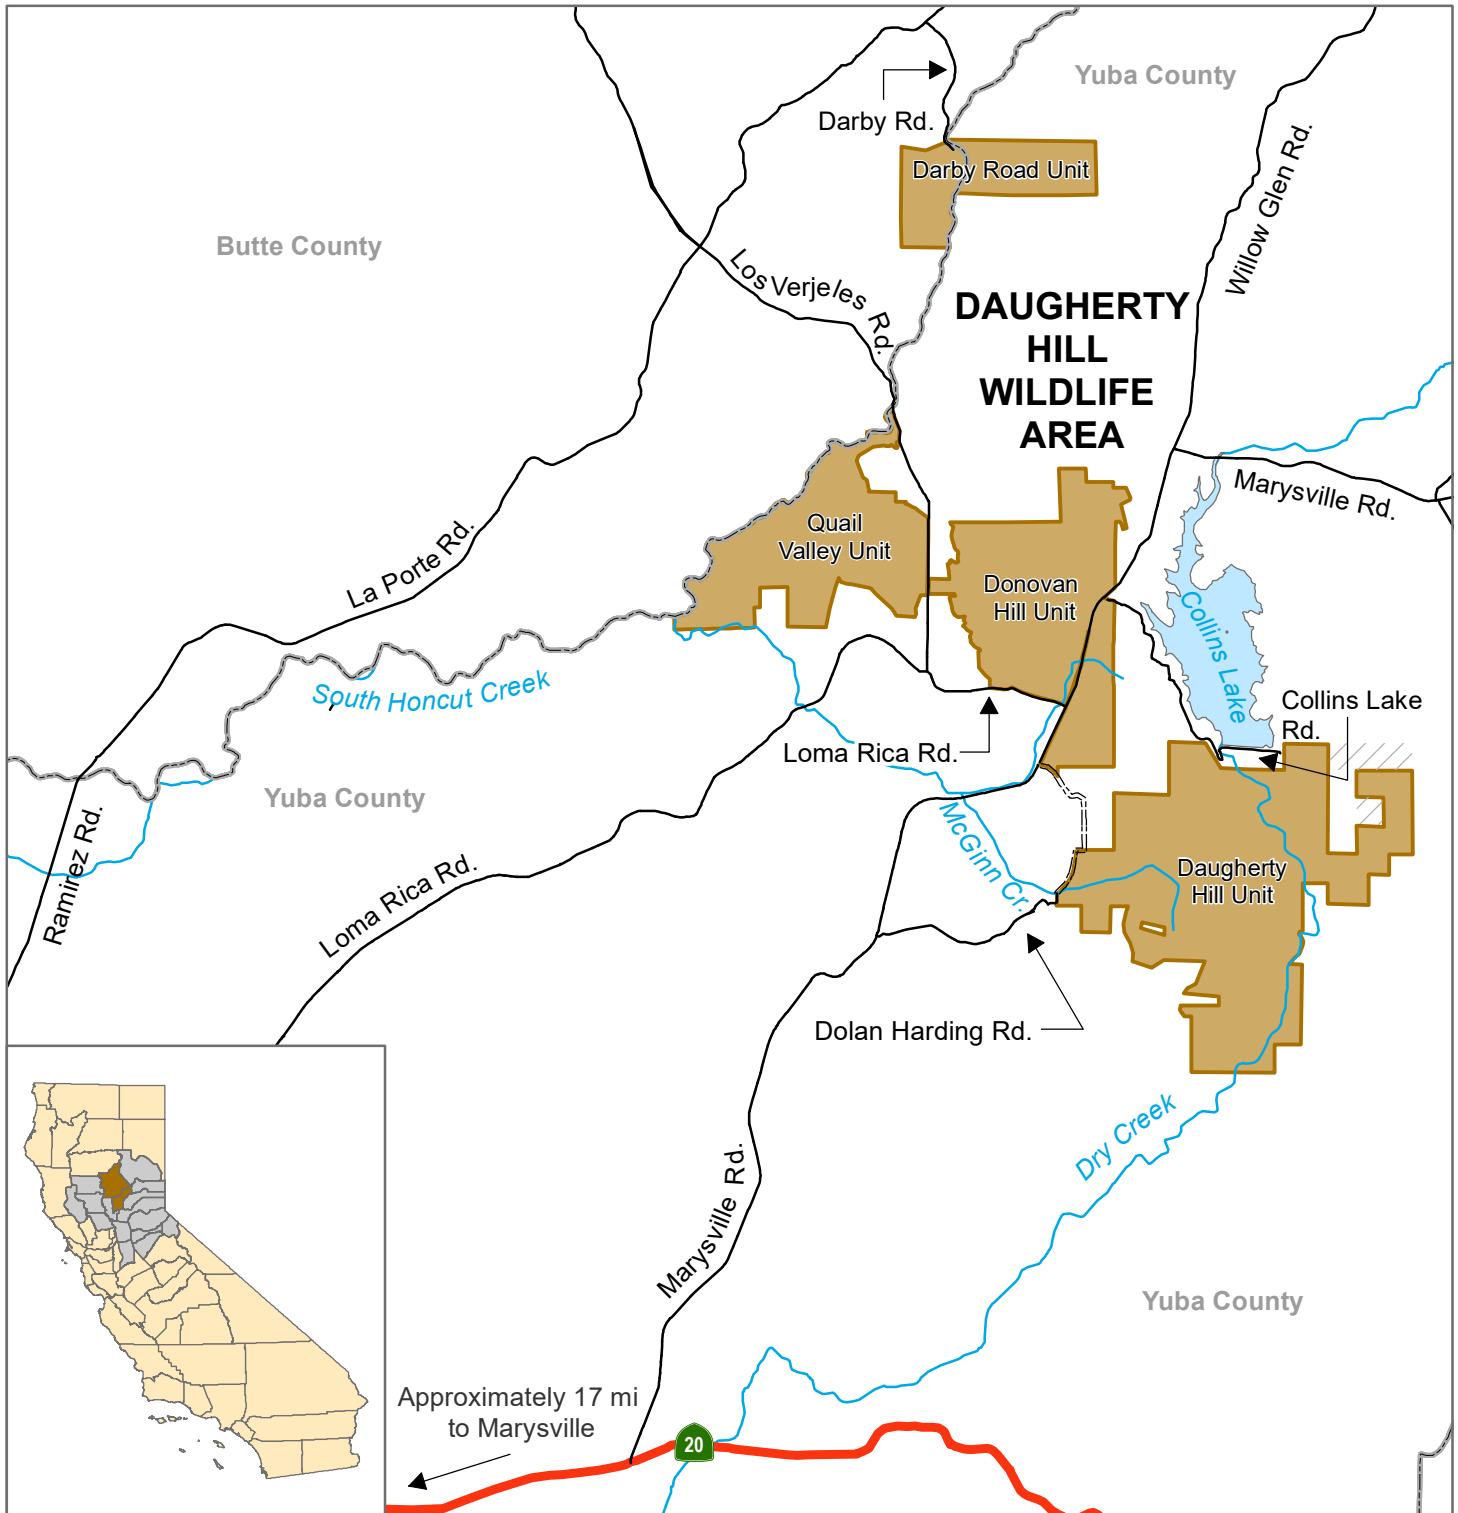 Yuba County
Darby Rd.
Darby Road Unit
Willow Glen Rd.
Butte County
Los Verjeles Rd.
DAUGHERTY
HILL
WILDLIFE
AREA
Marysville Rd.
Quail
Valley Unit
La Porte Rd.
Donovan
Hill Unit
Collins Lake
South Honcut Creek
Collins Lake
Rd.
Loma Rica Rd.
Yuba County
McGinn Cr.
Ramirez Rd.
Loma Rica Rd.
Daugherty
Hill Unit
Dolan Harding Rd.
Dry Creek
Marysville Rd.
Yuba County
Approximately 17 mi
to Marysville
20